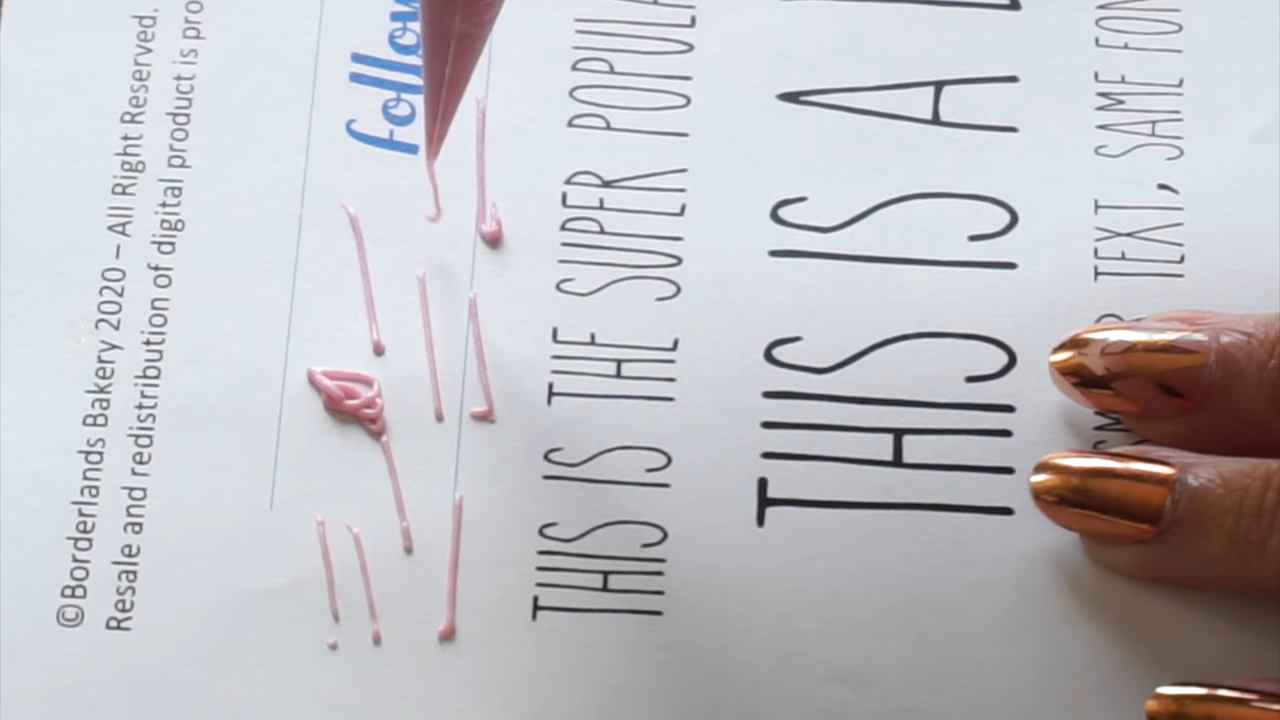 THIS IS THE SUPER POPULA
THIS IS A
TEXT, SAME FON
follow
©Borderlands Bakery 2020 – All Right Reserved.
Resale and redistribution of digital product is pro